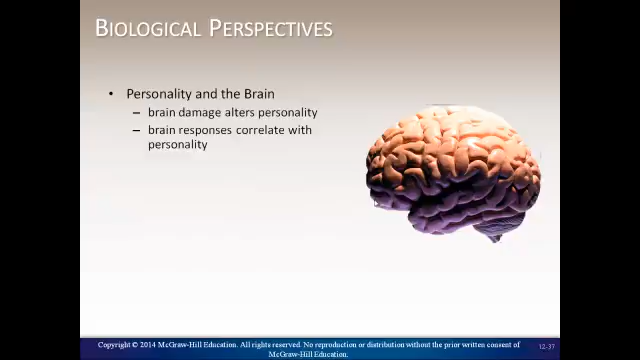 BIOLOGICAL PERSPECTIVES
• Personality and the Brain
– brain damage alters personality
– brain responses correlate with
personality
Copyright © 2014 McGraw-Hill Education. All rights reserved. No reproduction or distribution without the prior written consent of
McGraw-Hill Education.
12-37